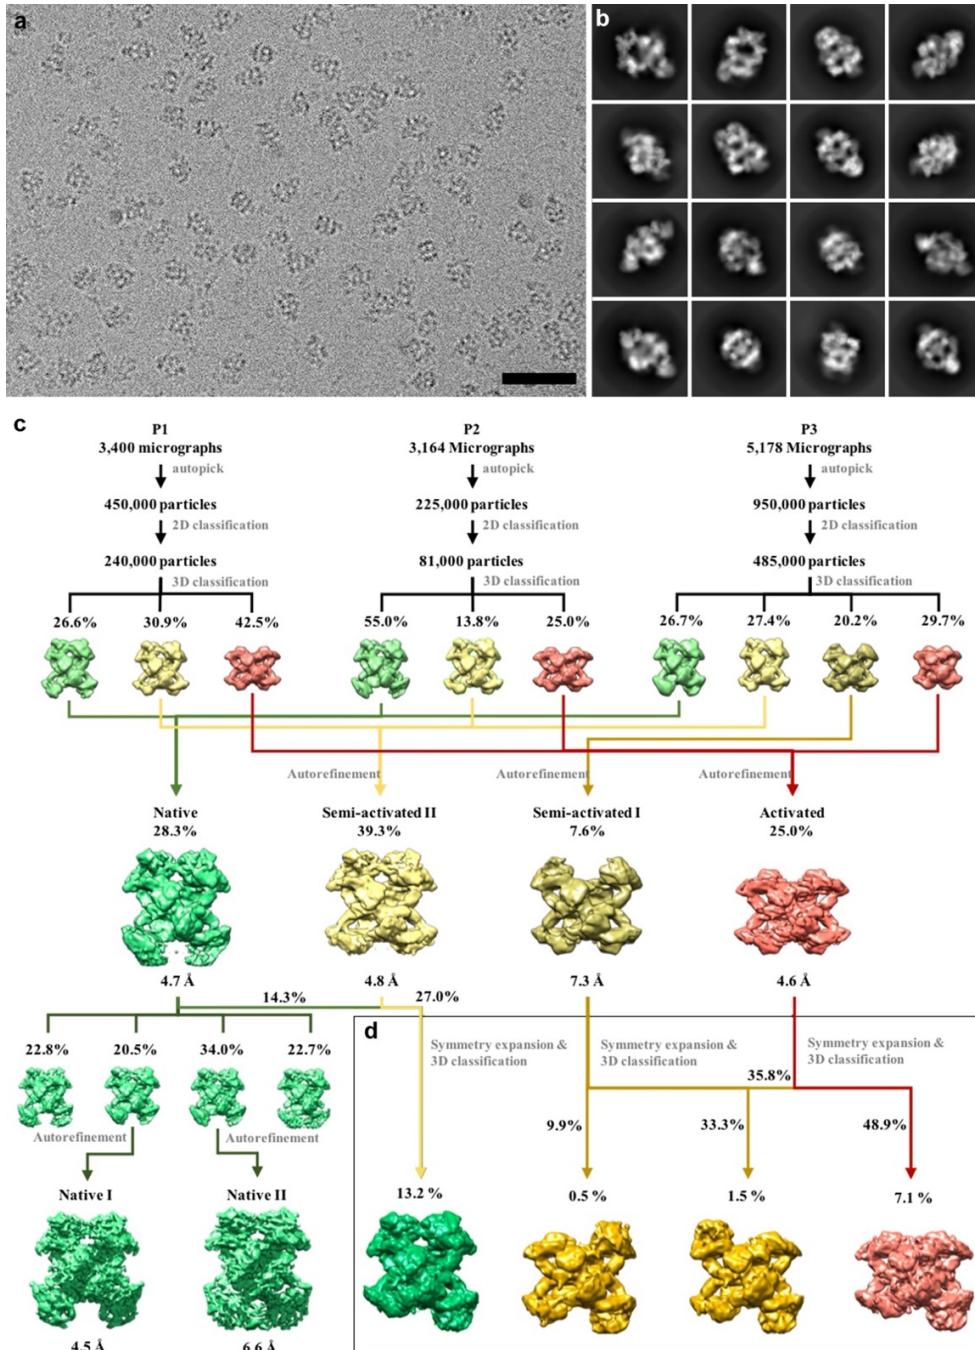 a
b
c
P1
P2
P3
3,400 micrographs
3,164 Micrographs
5,178 Micrographs
autopick
autopick
autopick
450,000 particles
225,000 particles
950,000 particles
2D classification
2D classification
2D classification
240,000 particles
81,000 particles
485,000 particles
3D classification
3D classification
3D classification
26.6%
30.9%
42.5%
55.0%
13.8%
25.0%
26.7%
27.4%
20.2%
29.7%
Autorefinement
Autorefinement
Autorefinement
Native
28.3%
Semi-activated II
39.3%
Semi-activated I
7.6%
Activated
25.0%
4.7 Å
4.8 Å
7.3 Å
4.6 Å
14.3%
27.0%
22.8%
20.5%
34.0%
22.7%
Autorefinement
Autorefinement
Native I
Native II
4.5 Å
6.6 Å
d
Symmetry expansion &
3D classification
Symmetry expansion &
3D classification
Symmetry expansion &
3D classification
35.8%
9.9%
33.3%
48.9%
13.2 %
0.5 %
1.5 %
7.1 %